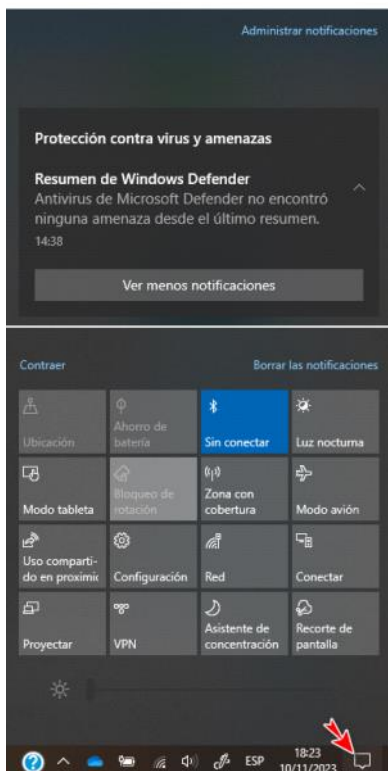 Administrar notificaciones
Protección contra virus y amenazas
Resumen de Windows Defender
Antivirus de Microsoft Defender no encontró
ninguna amenaza desde el último resumen.
14:38
Ver menos notificaciones
Contraer
Borrar las notificaciones
Ubicación
Ahorro de
batería
Sin conectar
Luz nocturna
Modo tableta
Bloqueo de
rotación
Zona con
cobertura
Modo avión
Uso comparti-
do en proximic
Configuración
Red
Conectar
Proyectar
VPN
Asistente de
concentración
Recorte de
pantalla
ESP
18:23
10/11/2023